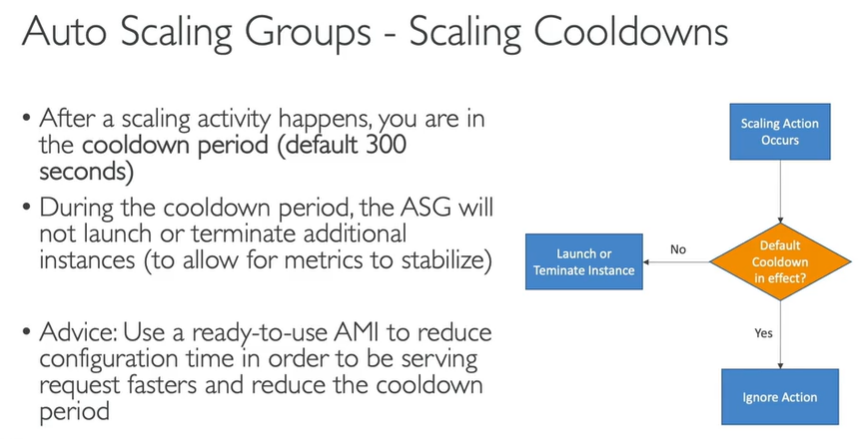 Auto Scaling Groups - Scaling Cooldowns
• After a scaling activity happens, you are in
the cooldown period (default 300
seconds)
• During the cooldown period, the ASG will
not launch or terminate additional
instances (to allow for metrics to stabilize)
• Advice: Use a ready-to-use AMI to reduce
configuration time in order to be serving
request fasters and reduce the cooldown
period
Scaling Action
Occurs
Default
Cooldown
in effect?
No
Launch or
Teminate Instance
Yes
Ignore Action